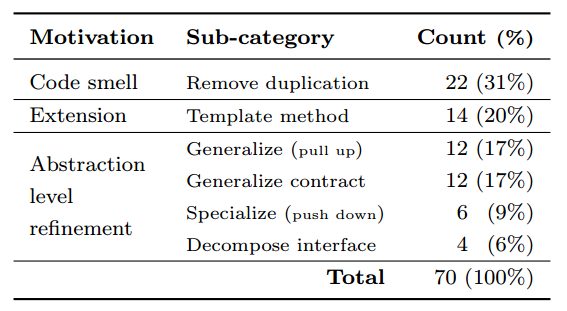 Motivation Sub-category Count (%)
Code smell Remove duplication 22 (31%)
Extension Template method 14 (20%)
Abstraction level refinement Generalize (pull up) 12 (17%)
Generalize contract 12 (17%)
Specialize (push down) 6 (9%)
Decompose interface 4 (6%)
Total 70 (100%)